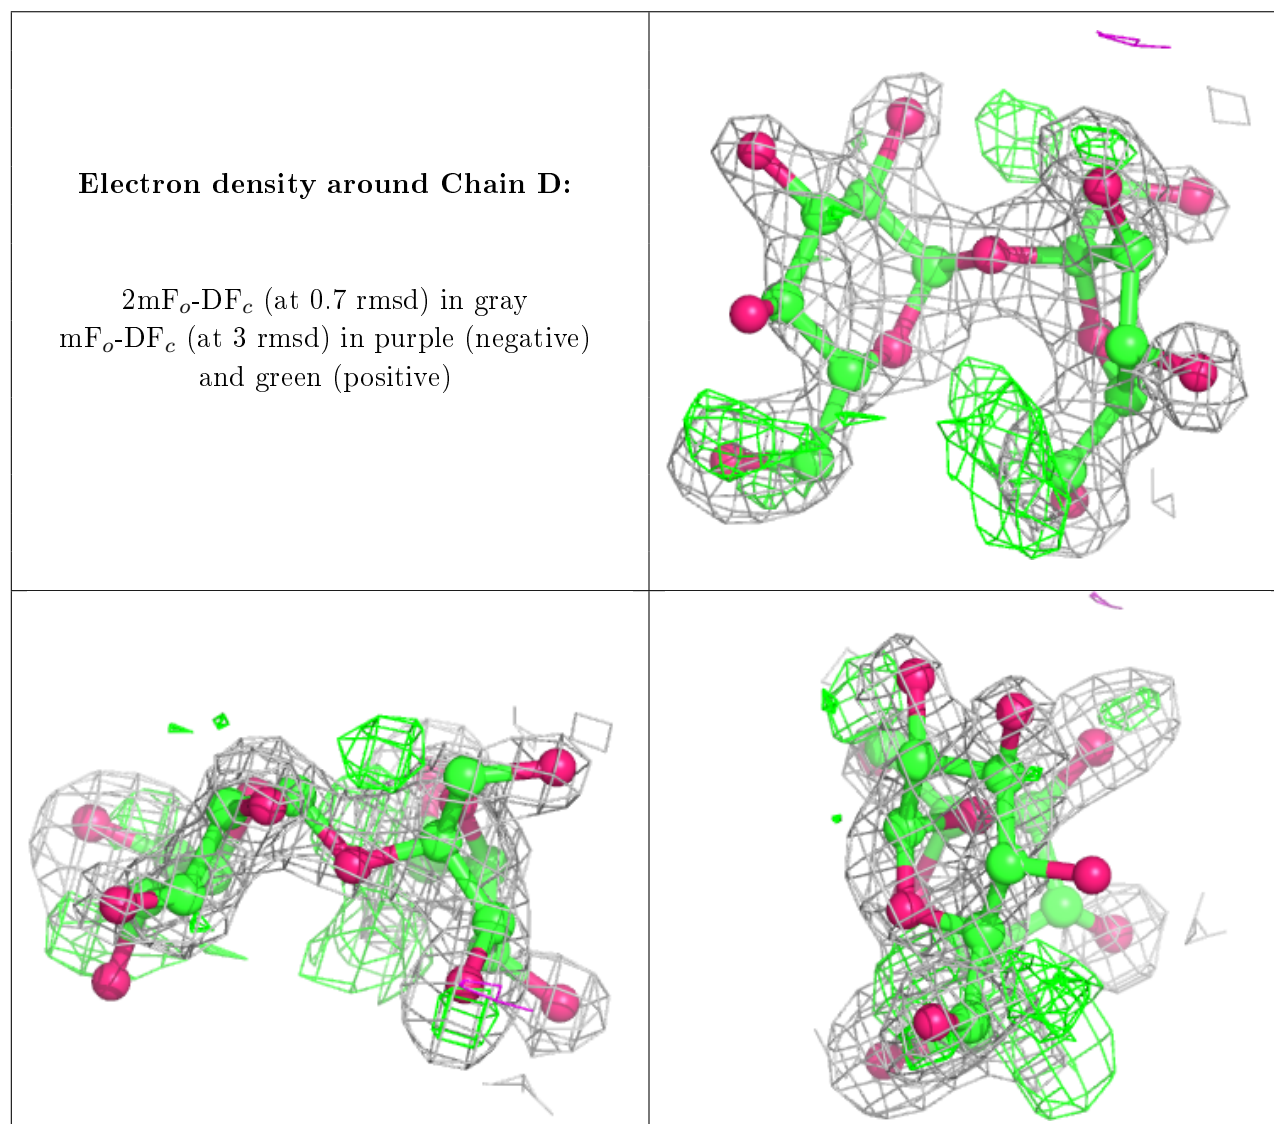 Electron density around Chain D:
2mFₒ-DF𝒸 (at 0.7 rmsd) in gray
mFₒ-DF𝒸 (at 3 rmsd) in purple (negative)
and green (positive)